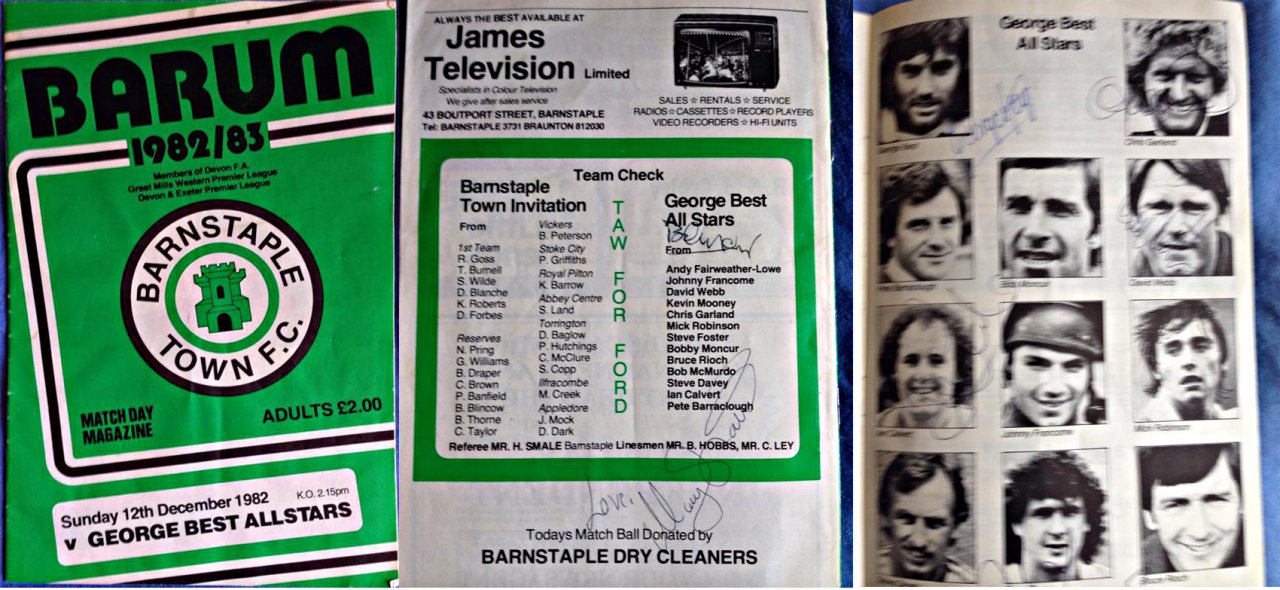 BARUM
1982/83
Members of Devon F.A.
Great Mills Western Premier League
Devon & Exeter Premier League
BARNSTAPLE
TOWN F.C.
MATCH DAY
MAGAZINE
ADULTS £2.00
Sunday 12th December 1982 K.O. 2.15pm
v GEORGE BEST ALLSTARS
ALWAYS THE BEST AVAILABLE AT
James
Television Limited
Specialists in Colour Television
We give after sales service
43 BOUTPORT STREET, BARNSTAPLE
Tel: BARNSTAPLE 3731 BRAUNTON 812030
SALES ☆ RENTALS ☆ SERVICE
RADIOS ☆ CASSETTES ☆ RECORD PLAYERS
VIDEO RECORDERS ☆ HI-FI UNITS
Team Check
Barnstaple
Town Invitation
From
1st Team
R. Goss
T. Burnell
S. Wilde
D. Blanche
K. Roberts
D. Forbes
Reserves
N. Pring
G. Williams
B. Draper
C. Brown
P. Banfield
B. Blincow
B. Thorne
C. Taylor
Vickers
B. Peterson
Stoke City
P. Griffiths
Royal Pilton
K. Barrow
Abbey Centre
S. Land
Torrington
D. Baglow
P. Hutchings
C. McClure
S. Copp
Ilfracombe
M. Creek
Appledore
J. Mock
D. Dark
TAW FOR FORD
George Best
All Stars
From
Andy Fairweather-Lowe
Johnny Francome
David Webb
Kevin Mooney
Chris Garland
Mick Robinson
Steve Foster
Bobby Moncur
Bruce Rioch
Bob McMurdo
Steve Davey
Ian Calvert
Pete Barraclough
Referee MR. H. SMALE Barnstaple Linesmen MR. B. HOBBS, MR. C. LEY
Love,
Todays Match Ball Donated by
BARNSTAPLE DRY CLEANERS
George Best
All Stars
George Best
Chris Garland
Barraclough
Bob Moncur
David Webb
Johnny Francome
Mick Robinson
Bruce Rioch